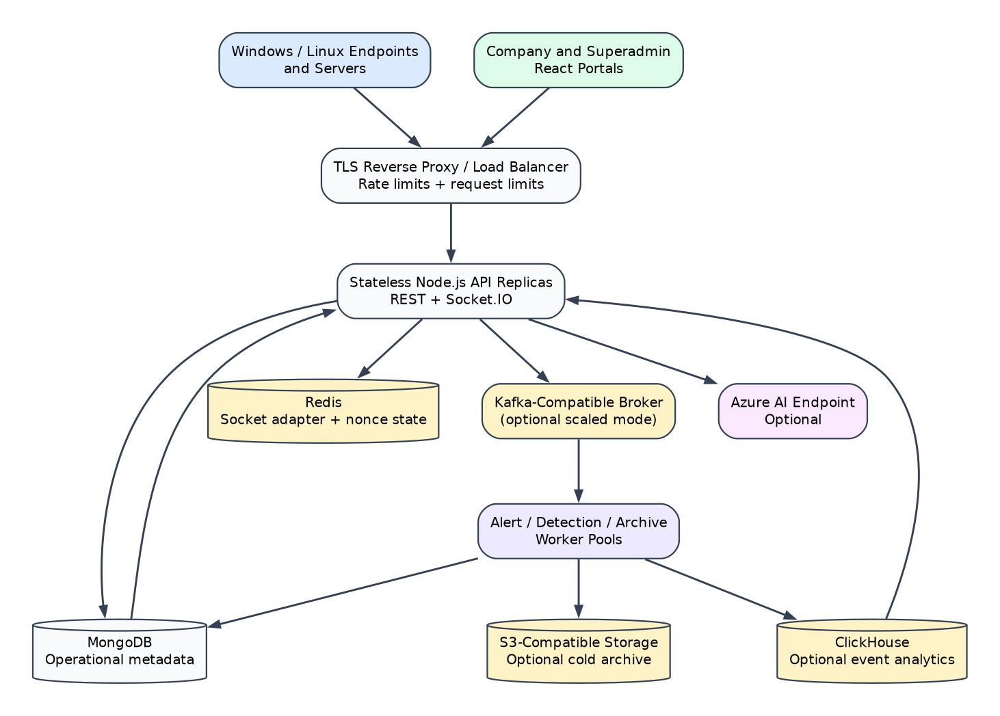 Windows / Linux Endpoints
and Servers
Company and Superadmin
React Portals
TLS Reverse Proxy / Load Balancer
Rate limits + request limits
Stateless Node.js API Replicas
REST + Socket.IO
Redis
Socket adapter + nonce state
Kafka-Compatible Broker
(optional scaled mode)
Azure AI Endpoint
Optional
Alert / Detection / Archive
Worker Pools
MongoDB
Operational metadata
S3-Compatible Storage
Optional cold archive
ClickHouse
Optional event analytics